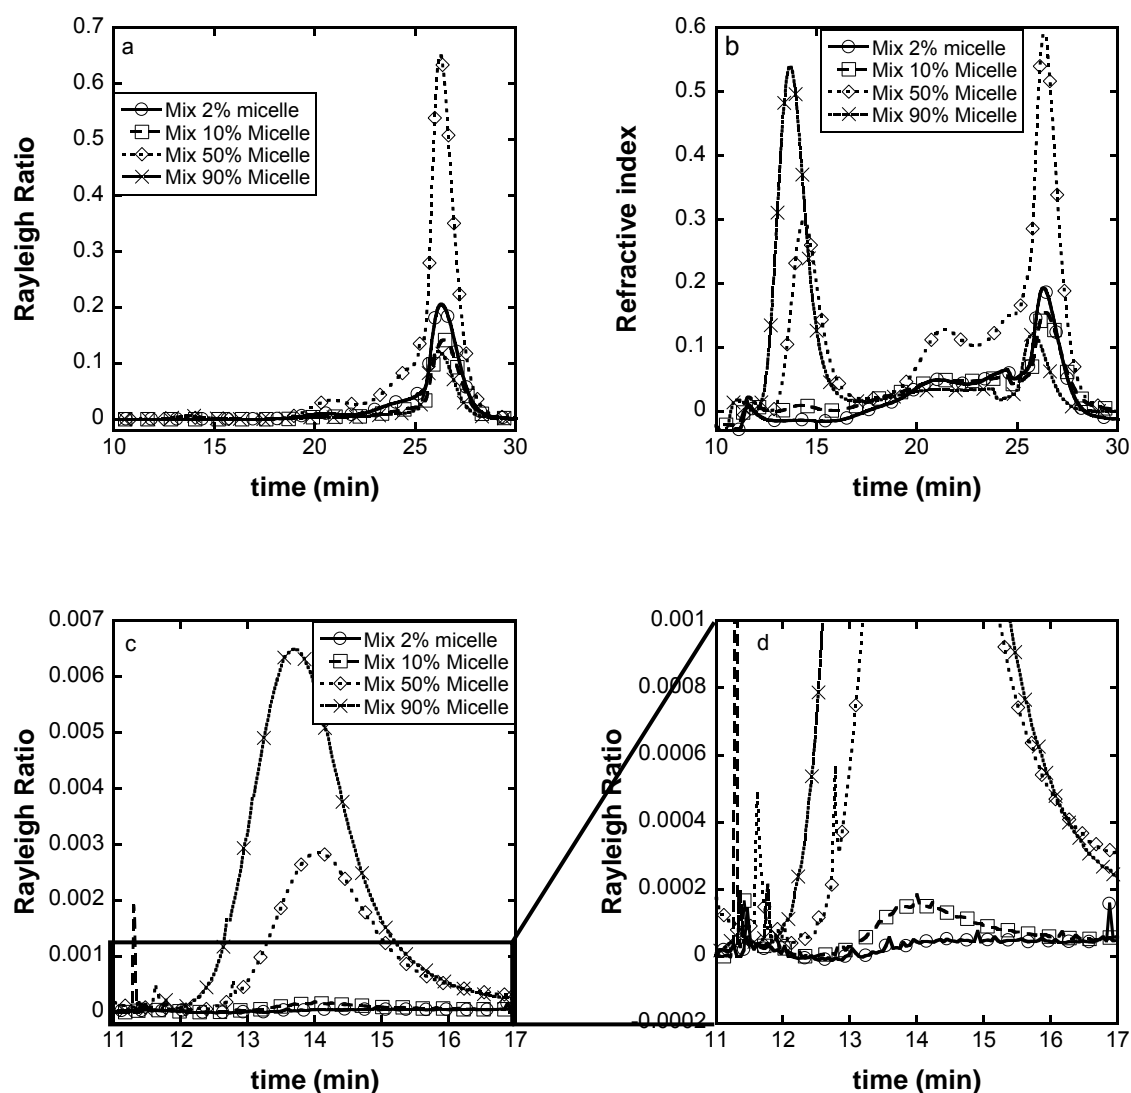 a
Rayleigh Ratio
0.7
0.6
0.5
0.4
0.3
0.2
0.1
0
Mix 2% micelle
Mix 10% Micelle
Mix 50% Micelle
Mix 90% Micelle
10 15 20 25 30
time (min)
b
Refractive index
0.6
0.5
0.4
0.3
0.2
0.1
0
Mix 2% micelle
Mix 10% Micelle
Mix 50% Micelle
Mix 90% Micelle
10 15 20 25 30
time (min)
c
Rayleigh Ratio
0.007
0.006
0.005
0.004
0.003
0.002
0.001
0
Mix 2% micelle
Mix 10% Micelle
Mix 50% Micelle
Mix 90% Micelle
11 12 13 14 15 16 17
time (min)
d
Rayleigh Ratio
0.001
0.0008
0.0006
0.0004
0.0002
0
-0.0002
11 12 13 14 15 16 17
time (min)